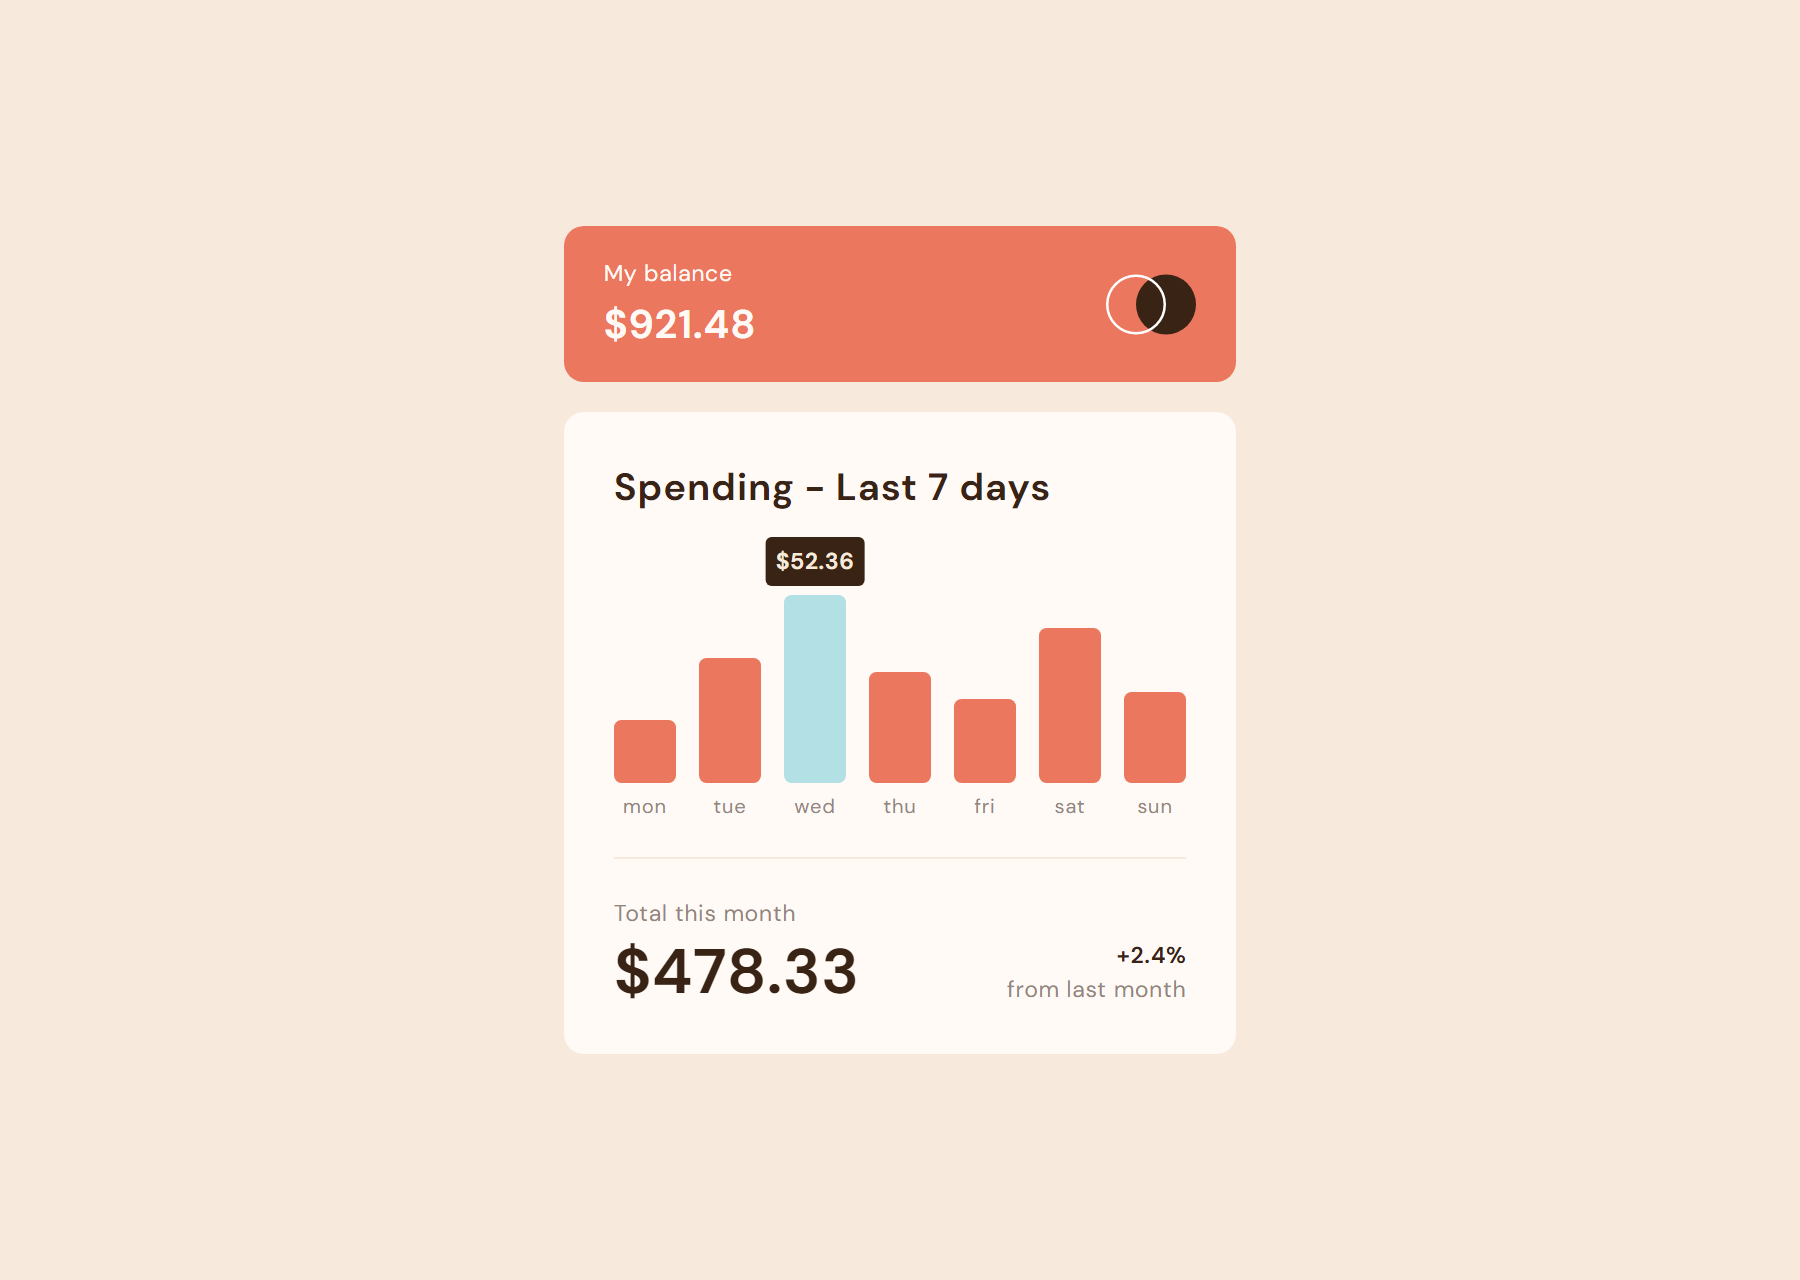 My balance
$921.48
Spending - Last 7 days
$52.36
mon tue wed thu fri sat sun
Total this month
$478.33
+2.4%
from last month